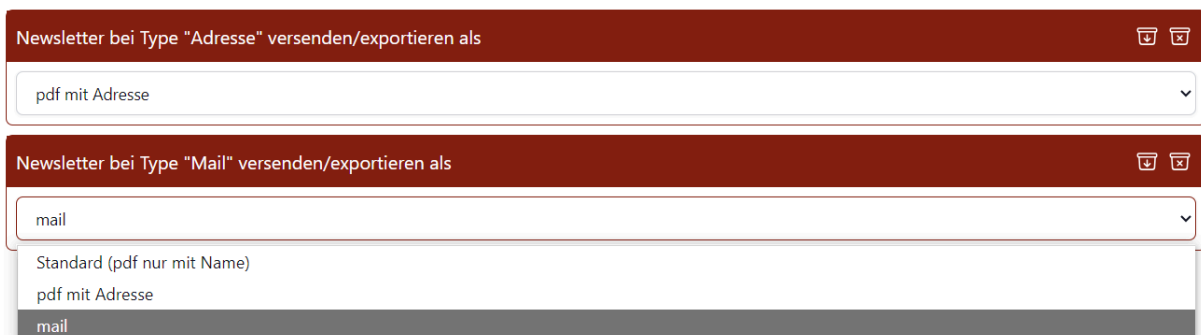 Newsletter bei Type "Adresse" versenden/exportieren als
pdf mit Adresse
Newsletter bei Type "Mail" versenden/exportieren als
mail
Standard (pdf nur mit Name)
pdf mit Adresse
mail